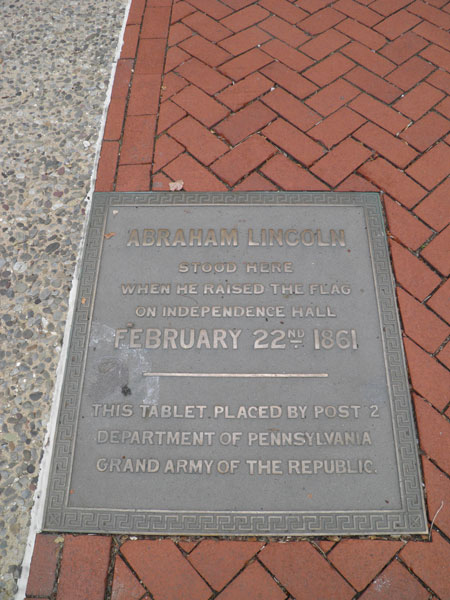 ABRAHAM LINCOLN
STOOD HERE
WHEN HE RAISED THE FLAG
ON INDEPENDENCE HALL
FEBRUARY 22ND 1861
THIS TABLET PLACED BY POST 2
DEPARTMENT OF PENNSYLVANIA
GRAND ARMY OF THE REPUBLIC.